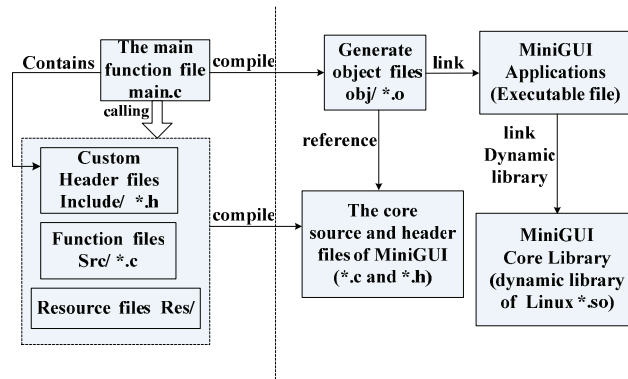 The main
function file
main.c
Contains
compile
calling
Custom
Header files
Include/ *.h
Function files
Src/ *.c
Resource files Res/
compile
Generate
object files
obj/ *.o
link
reference
The core
source and header
files of MiniGUI
(*.c and *.h)
MiniGUI
Applications
(Executable file)
link
Dynamic
library
MiniGUI
Core Library
(dynamic library
of Linux *.so)